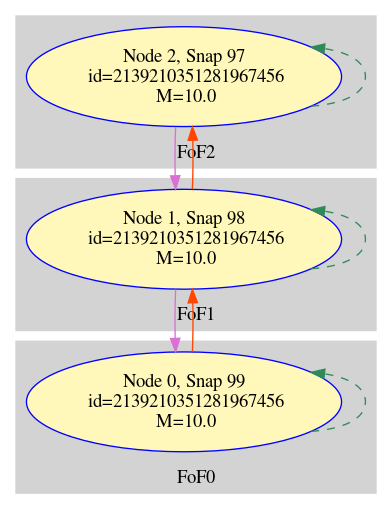 Node 2, Snap 97
id=2139210351281967456
M=10.0
FoF2
Node 1, Snap 98
id=2139210351281967456
M=10.0
FoF1
Node 0, Snap 99
id=2139210351281967456
M=10.0
FoF0